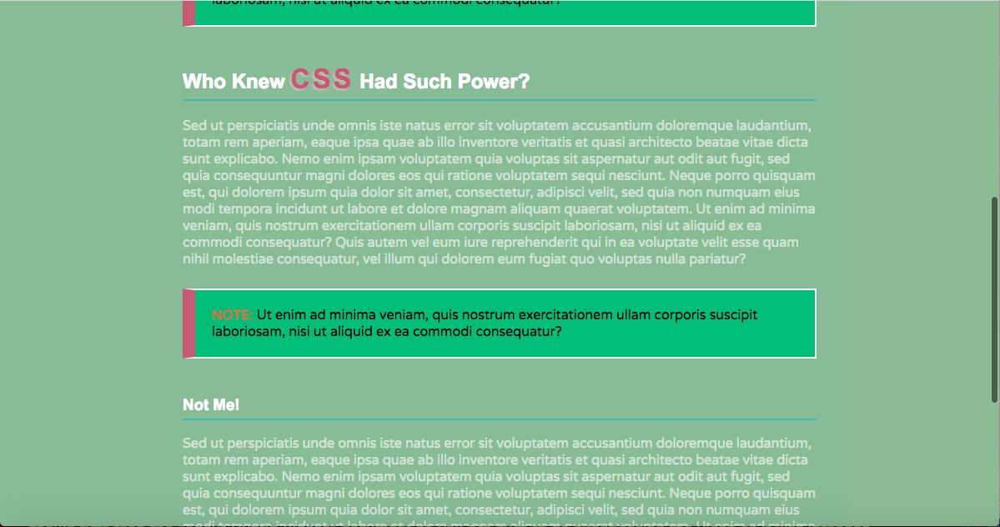 laboriosam, nisi ut aliquid ex ea commodi consequatur?
Who Knew CSS Had Such Power?
Sed ut perspiciatis unde omnis iste natus error sit voluptatem accusantium doloremque laudantium,
totam rem aperiam, eaque ipsa quae ab illo inventore veritatis et quasi architecto beatae vitae dicta
sunt explicabo. Nemo enim ipsam voluptatem quia voluptas sit aspernatur aut odit aut fugit, sed
quia consequuntur magni dolores eos qui ratione voluptatem sequi nesciunt. Neque porro quisquam
est, qui dolorem ipsum quia dolor sit amet, consectetur, adipisci velit, sed quia non numquam eius
modi tempora incidunt ut labore et dolore magnam aliquam quaerat voluptatem. Ut enim ad minima
veniam, quis nostrum exercitationem ullam corporis suscipit laboriosam, nisi ut aliquid ex ea
commodi consequatur? Quis autem vel eum iure reprehenderit qui in ea voluptate velit esse quam
nihil molestiae consequatur, vel illum qui dolorem eum fugiat quo voluptas nulla pariatur?
NOTE: Ut enim ad minima veniam, quis nostrum exercitationem ullam corporis suscipit
laboriosam, nisi ut aliquid ex ea commodi consequatur?
Not Me!
Sed ut perspiciatis unde omnis iste natus error sit voluptatem accusantium doloremque laudantium,
totam rem aperiam, eaque ipsa quae ab illo inventore veritatis et quasi architecto beatae vitae dicta
sunt explicabo. Nemo enim ipsam voluptatem quia voluptas sit aspernatur aut odit aut fugit, sed
quia consequuntur magni dolores eos qui ratione voluptatem sequi nesciunt. Neque porro quisquam
est, qui dolorem ipsum quia dolor sit amet, consectetur, adipisci velit, sed quia non numquam eius
modi tempora incidunt ut labore et dolore magnam aliquam quaerat voluptatem. Ut enim ad minima